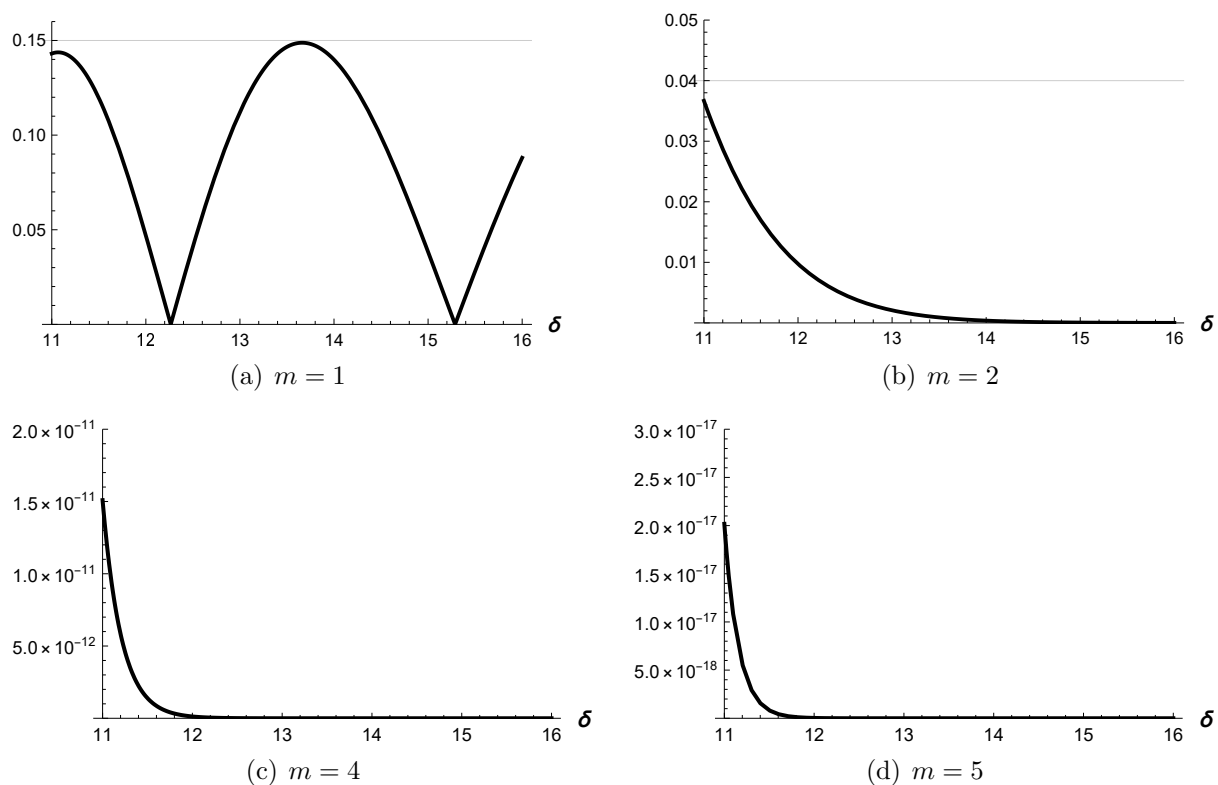 0.15
0.10
0.05
11 12 13 14 15 16 δ
(a) m = 1
0.05
0.04
0.03
0.02
0.01
11 12 13 14 15 16 δ
(b) m = 2
2.0 × 10⁻¹¹
1.5 × 10⁻¹¹
1.0 × 10⁻¹¹
5.0 × 10⁻¹²
11 12 13 14 15 16 δ
(c) m = 4
3.0 × 10⁻¹⁷
2.5 × 10⁻¹⁷
2.0 × 10⁻¹⁷
1.5 × 10⁻¹⁷
1.0 × 10⁻¹⁷
5.0 × 10⁻¹⁸
11 12 13 14 15 16 δ
(d) m = 5